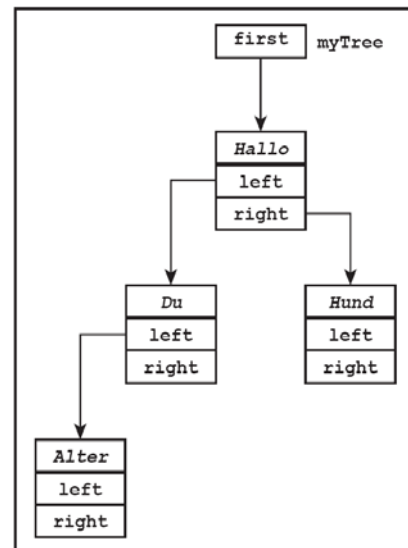 first myTree
Hallo
left
right
Du
left
right
Hund
left
right
Alter
left
right